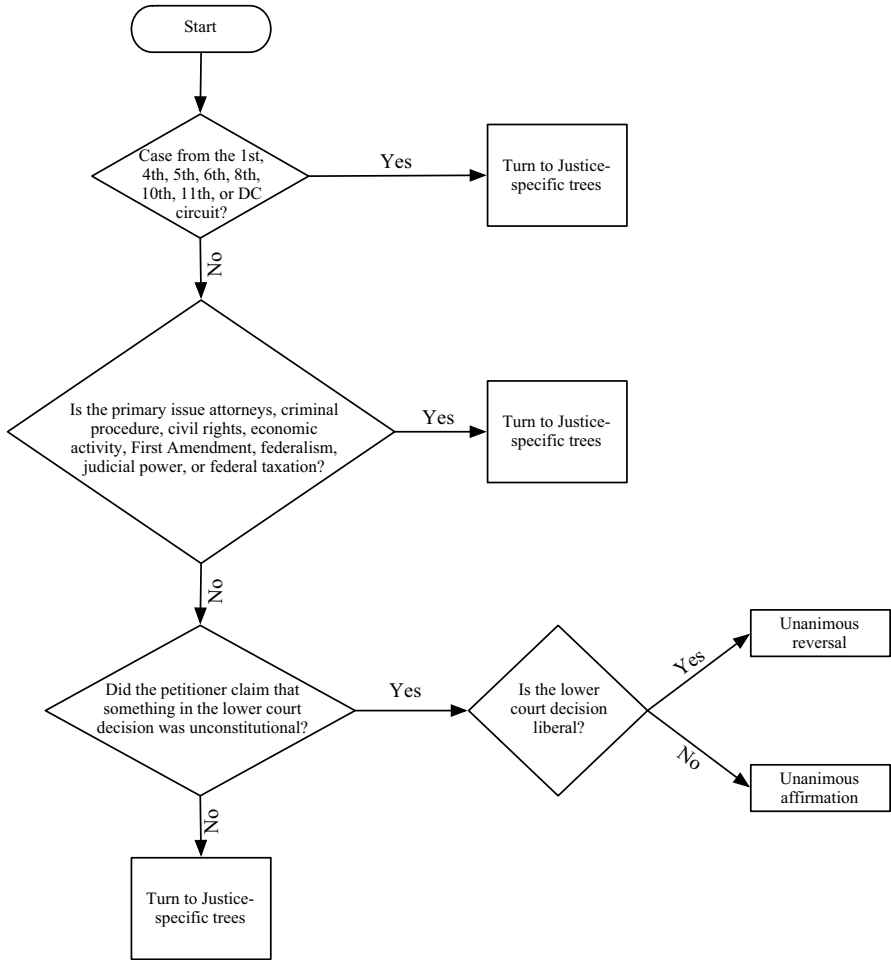 Start
Case from the 1st,
4th, 5th, 6th, 8th,
10th, 11th, or DC
circuit?
Yes
Turn to Justice-
specific trees
No
Is the primary issue attorneys, criminal
procedure, civil rights, economic
activity, First Amendment, federalism,
judicial power, or federal taxation?
Yes
Turn to Justice-
specific trees
No
Did the petitioner claim that
something in the lower court
decision was unconstitutional?
Yes
Is the lower
court decision
liberal?
Yes
Unanimous
reversal
No
Unanimous
affirmation
No
Turn to Justice-
specific trees